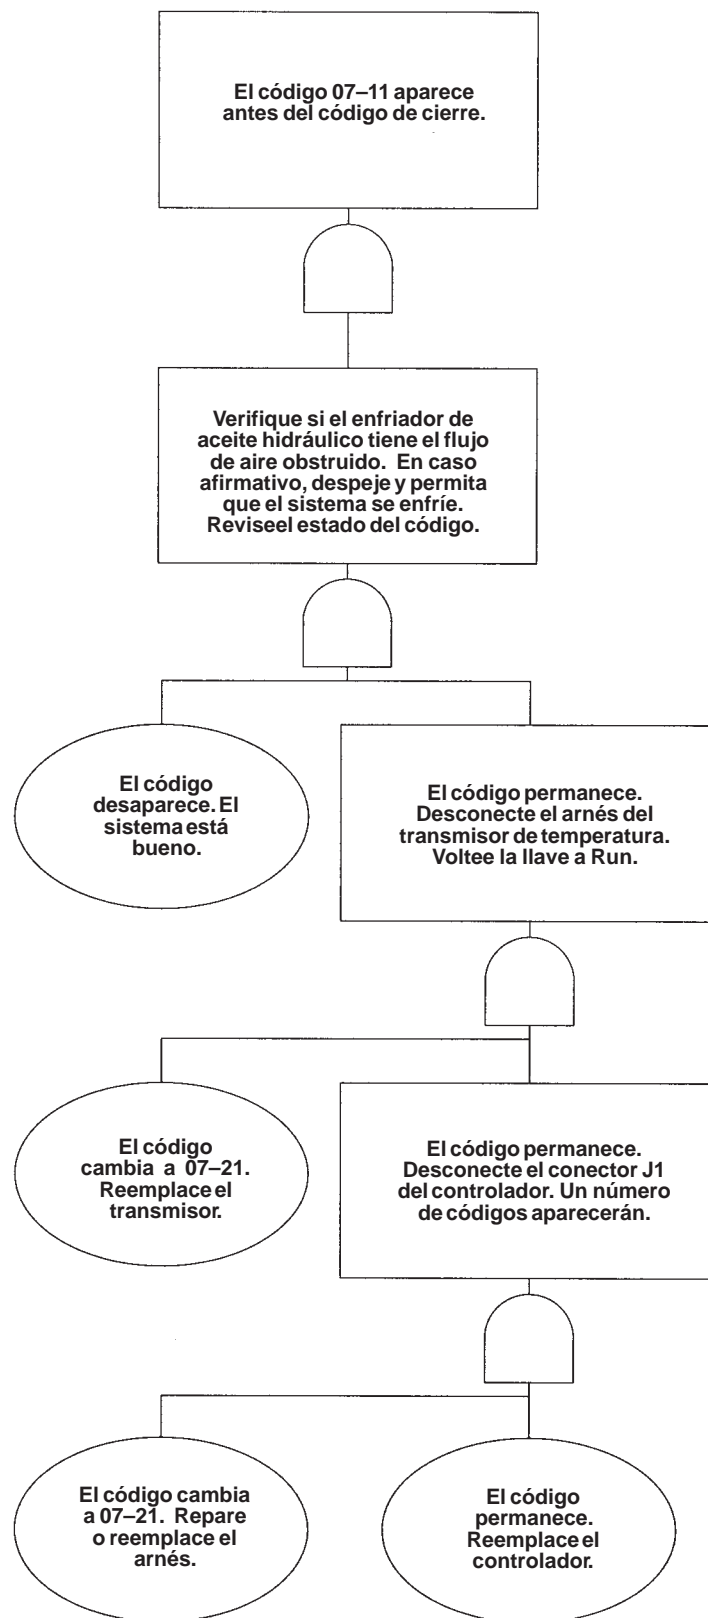 El código 07–11 aparece
antes del código de cierre.
Verifique si el enfriador de
aceite hidráulico tiene el flujo
de aire obstruido. En caso
afirmativo, despeje y permita
que el sistema se enfríe.
Reviseel estado del código.
El código
desaparece. El
sistema está
bueno.
El código permanece.
Desconecte el arnés del
transmisor de temperatura.
Voltee la llave a Run.
El código
cambia a 07–21.
Reemplace el
transmisor.
El código permanece.
Desconecte el conector J1
del controlador. Un número
de códigos aparecerán.
El código cambia
a 07–21. Repare
o reemplace el
arnés.
El código
permanece.
Reemplace el
controlador.